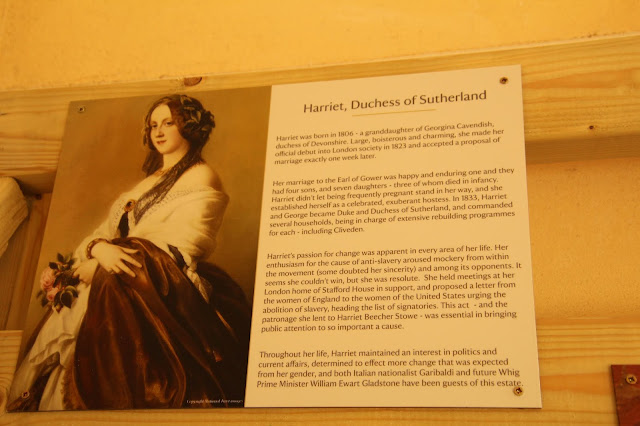 Harriet, Duchess of Sutherland
Harriet was born in 1806 - a granddaughter of Georgina Cavendish,
duchess of Devonshire. Large, boisterous and charming, she made her
official debut into London society in 1823 and accepted a proposal of
marriage exactly one week later.
Her marriage to the Earl of Gower was happy and enduring one and they
had four sons, and seven daughters - three of whom died in infancy.
Harriet didn't let being frequently pregnant stand in her way, and she
established herself as a celebrated, exuberant hostess. In 1833, Harriet
and George became Duke and Duchess of Sutherland, and commanded
several households, being in charge of extensive rebuilding programmes
for each - including Cliveden.
Harriet's passion for change was apparent in every area of her life. Her
enthusiasm for the cause of anti-slavery aroused mockery from within
the movement (some doubted her sincerity) and among its opponents. It
seems she couldn't win, but she was resolute. She held meetings at her
London home of Stafford House in support, and proposed a letter from
the women of England to the women of the United States urging the
abolition of slavery, heading the list of signatories. This act - and the
patronage she lent to Harriet Beecher Stowe - was essential in bringing
public attention to so important a cause.
Throughout her life, Harriet maintained an interest in politics and
current affairs, determined to effect more change that was expected
from her gender, and both Italian nationalist Garibaldi and future Whig
Prime Minister William Ewart Gladstone have been guests of this estate.